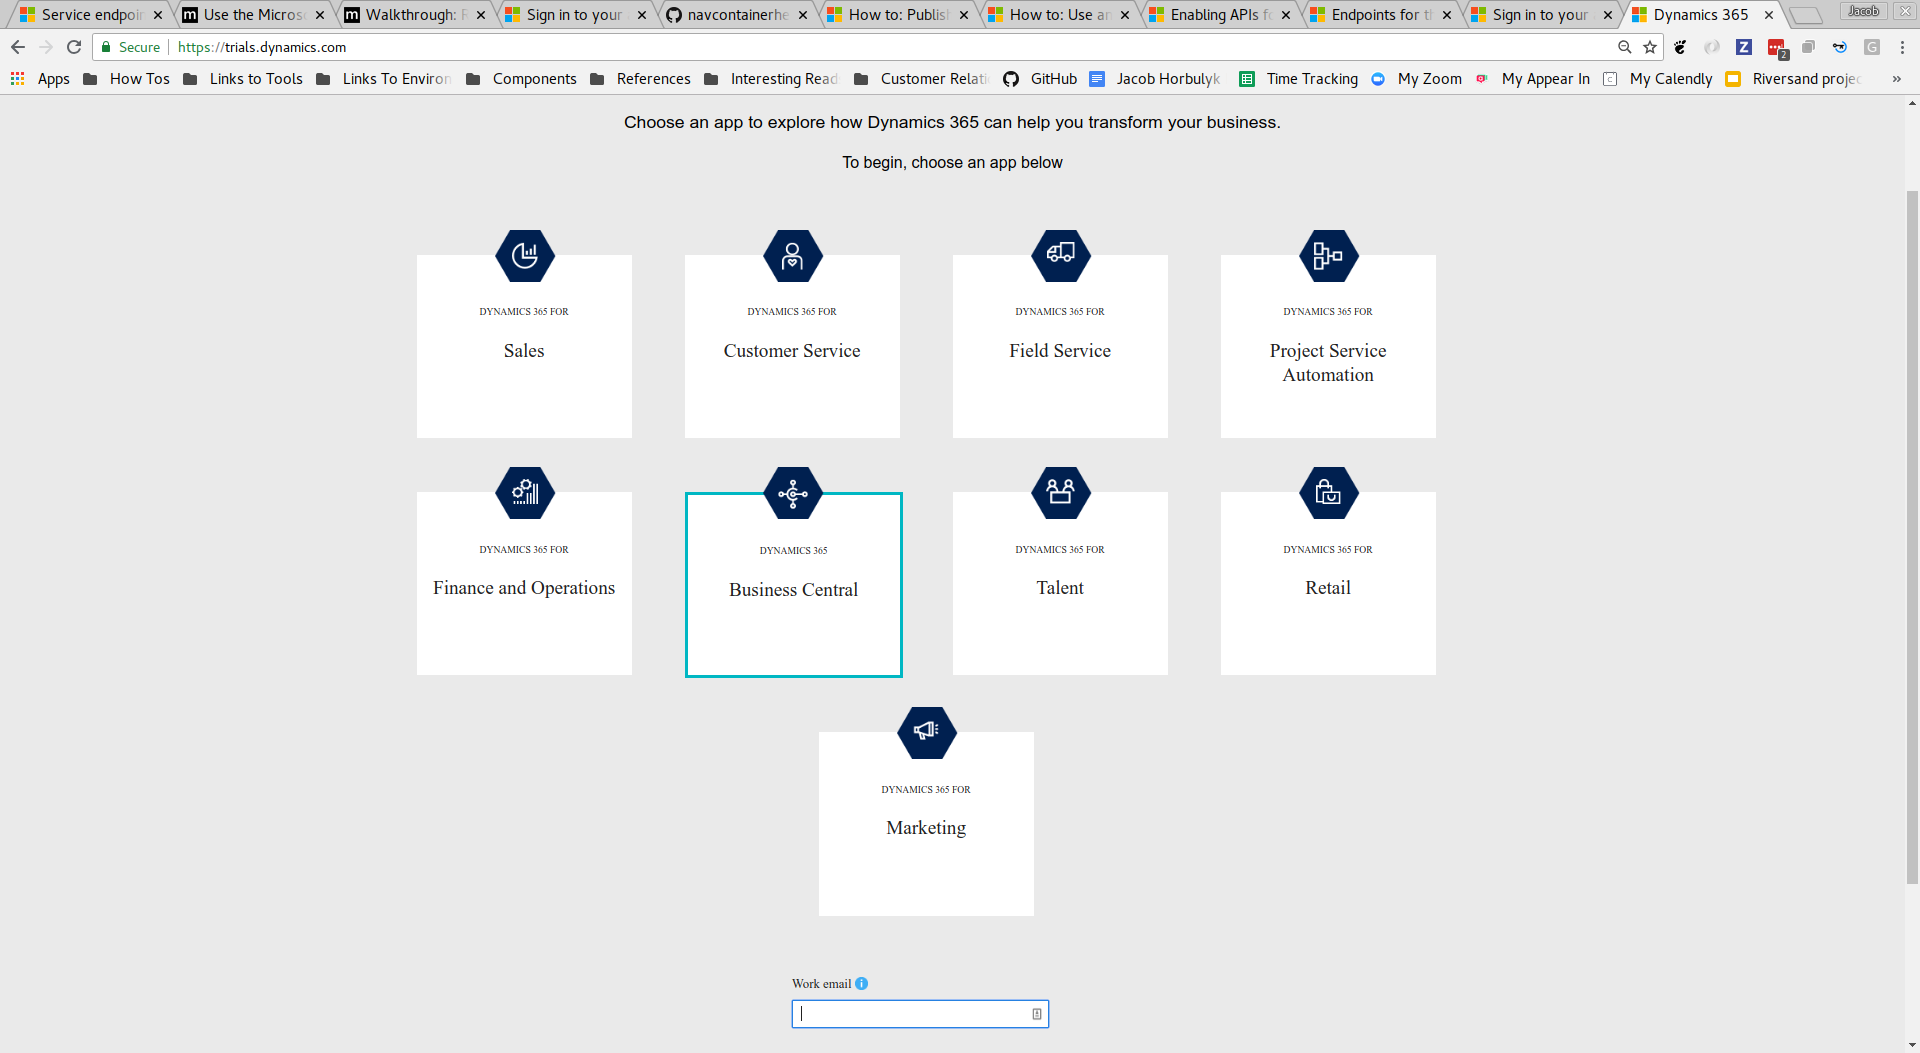 Service endpoin
Use the Micros
Walkthrough: 
Sign in to your
navcontainerhe
How to: Publis
How to: Use a
Enabling APIs f
Endpoints for t
Sign in to your
Dynamics 365
Jacob
Secure
https://trials.dynamics.com
2
Apps
How Tos
Links to Tools
Links To Environ
Components
References
Interesting Read
Customer Relati
GitHub
Jacob Horbulyk
Time Tracking
My Zoom
My Appear In
My Calendly
Riversand projec
»
Choose an app to explore how Dynamics 365 can help you transform your business.
To begin, choose an app below
DYNAMICS 365 FOR
Sales
DYNAMICS 365 FOR
Customer Service
DYNAMICS 365 FOR
Field Service
DYNAMICS 365 FOR
Project Service
Automation
DYNAMICS 365 FOR
Finance and Operations
DYNAMICS 365
Business Central
DYNAMICS 365 FOR
Talent
DYNAMICS 365 FOR
Retail
DYNAMICS 365 FOR
Marketing
Work email